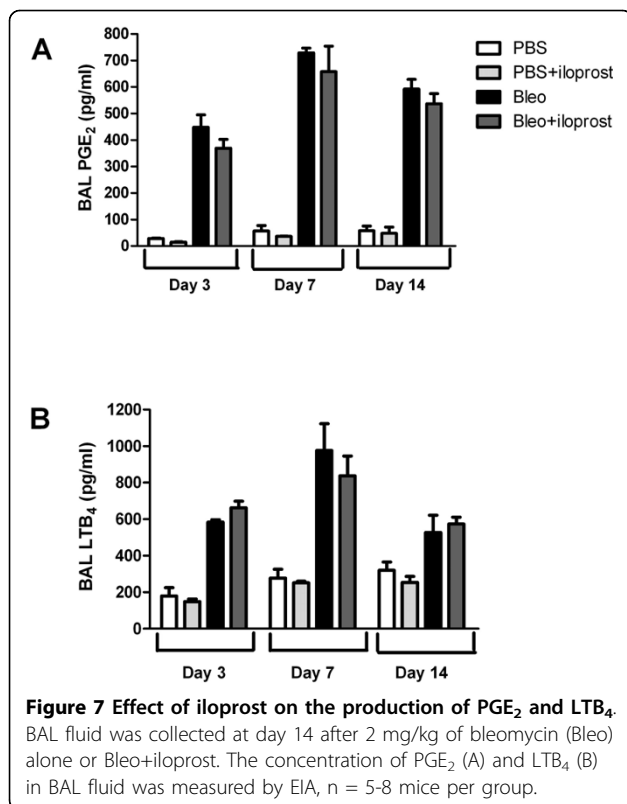 A
BAL PGE₂ (pg/ml)
800
700
600
500
400
300
200
100
0
Day 3
Day 7
Day 14
PBS
PBS+iloprost
Bleo
Bleo+iloprost
B
BAL LTB₄ (pg/ml)
1200
1000
800
600
400
200
0
Day 3
Day 7
Day 14
Figure 7 Effect of iloprost on the production of PGE₂ and LTB₄.
BAL fluid was collected at day 14 after 2 mg/kg of bleomycin (Bleo)
alone or Bleo+iloprost. The concentration of PGE₂ (A) and LTB₄ (B)
in BAL fluid was measured by EIA, n = 5-8 mice per group.